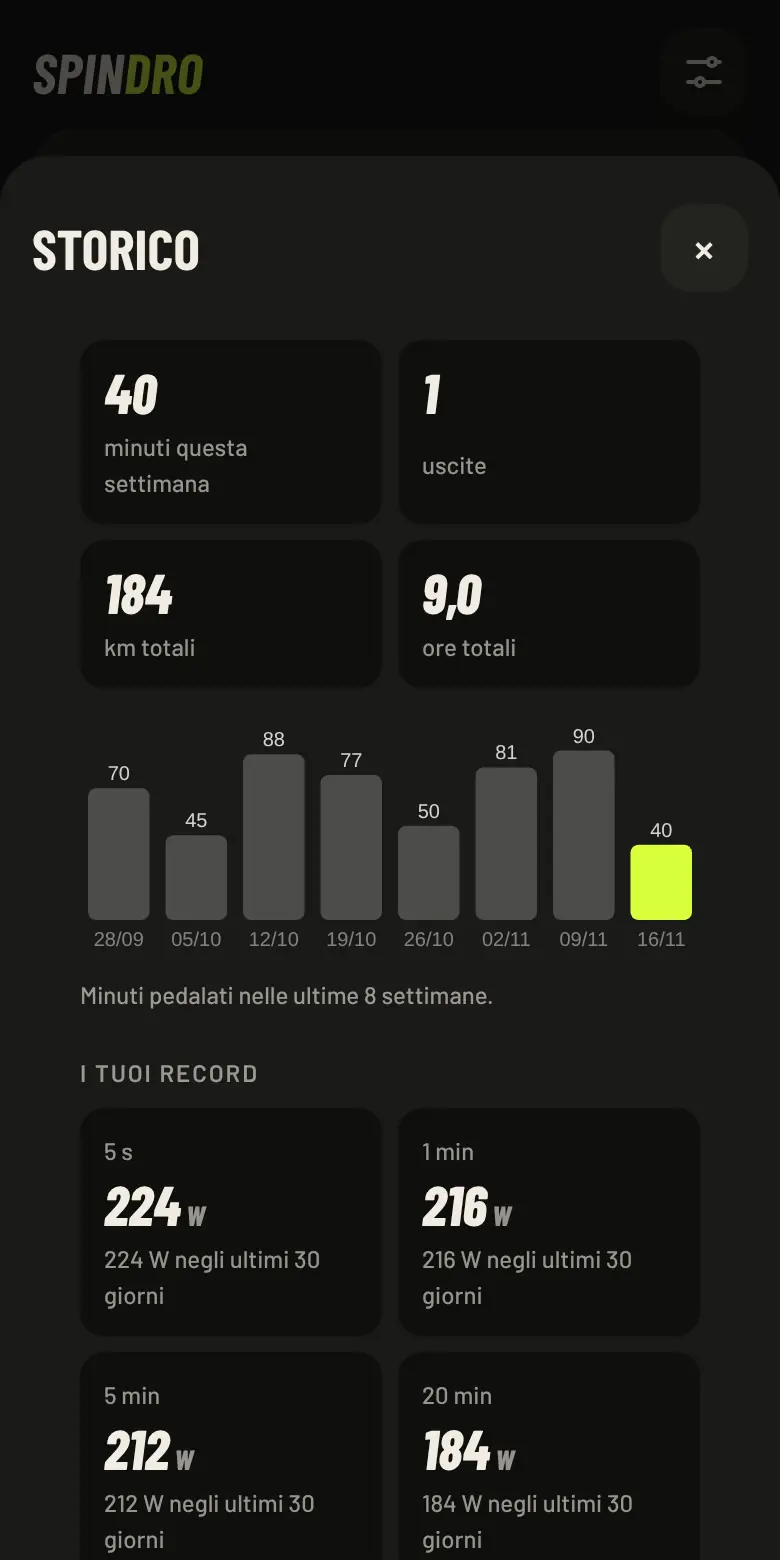 SPINDRO
STORICO
×
40
minuti questa
settimana
1
uscite
184
km totali
9,0
ore totali
70
45
88
77
50
81
90
40
28/09 05/10 12/10 19/10 26/10 02/11 09/11 16/11
Minuti pedalati nelle ultime 8 settimane.
I TUOI RECORD
5 s
224 W
224 W negli ultimi 30
giorni
1 min
216 W
216 W negli ultimi 30
giorni
5 min
212 W
212 W negli ultimi 30
giorni
20 min
184 W
184 W negli ultimi 30
giorni